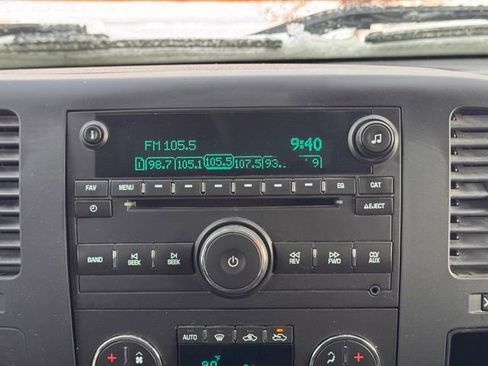 FM 105.5 9:40
1 98.7 105.1 105.5 107.5 93.. 9
FAV MENU EQ CAT
EJECT
BAND SEEK SEEK REV FWD CD/AUX
AUTO
°F